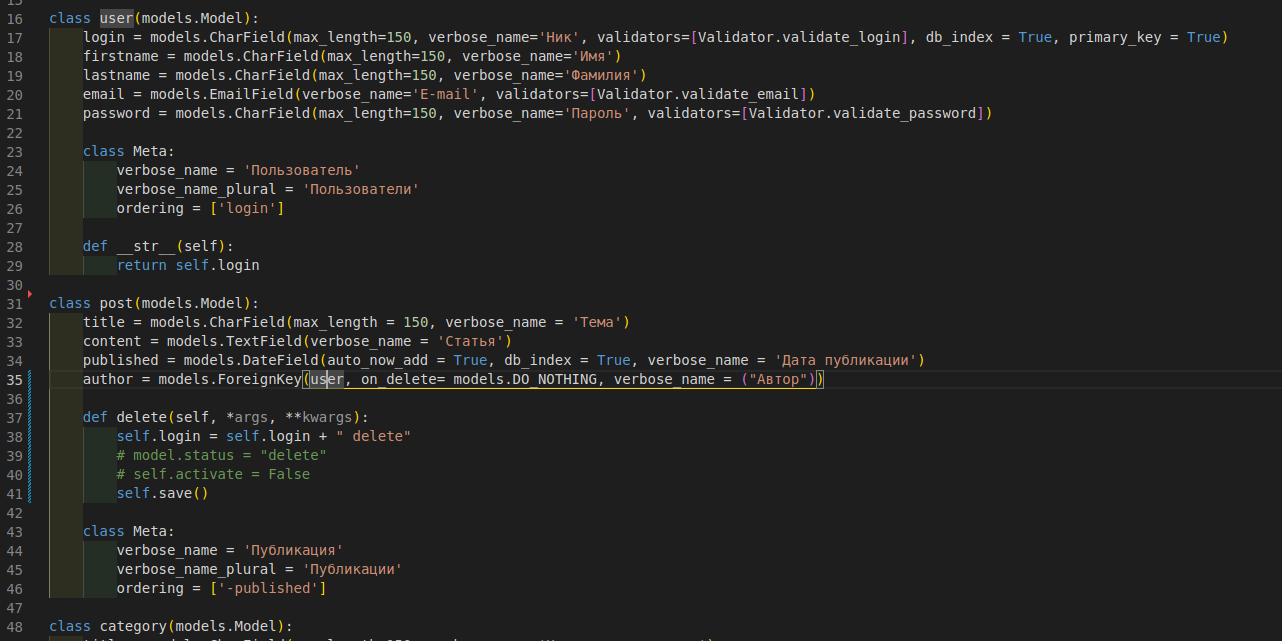 16 class user(models.Model):
17     login = models.CharField(max_length=150, verbose_name='Ник', validators=[Validator.validate_login], db_index = True, primary_key = True)
18     firstname = models.CharField(max_length=150, verbose_name='Имя')
19     lastname = models.CharField(max_length=150, verbose_name='Фамилия')
20     email = models.EmailField(verbose_name='E-mail', validators=[Validator.validate_email])
21     password = models.CharField(max_length=150, verbose_name='Пароль', validators=[Validator.validate_password])
22
23     class Meta:
24         verbose_name = 'Пользователь'
25         verbose_name_plural = 'Пользователи'
26         ordering = ['login']
27
28     def __str__(self):
29         return self.login
30
31 class post(models.Model):
32     title = models.CharField(max_length = 150, verbose_name = 'Тема')
33     content = models.TextField(verbose_name = 'Статья')
34     published = models.DateField(auto_now_add = True, db_index = True, verbose_name = 'Дата публикации')
35     author = models.ForeignKey(user, on_delete= models.DO_NOTHING, verbose_name = ("Автор"))
36
37     def delete(self, *args, **kwargs):
38         self.login = self.login + " delete"
39         # model.status = "delete"
40         # self.activate = False
41         self.save()
42
43     class Meta:
44         verbose_name = 'Публикация'
45         verbose_name_plural = 'Публикации'
46         ordering = ['-published']
47
48 class category(models.Model):